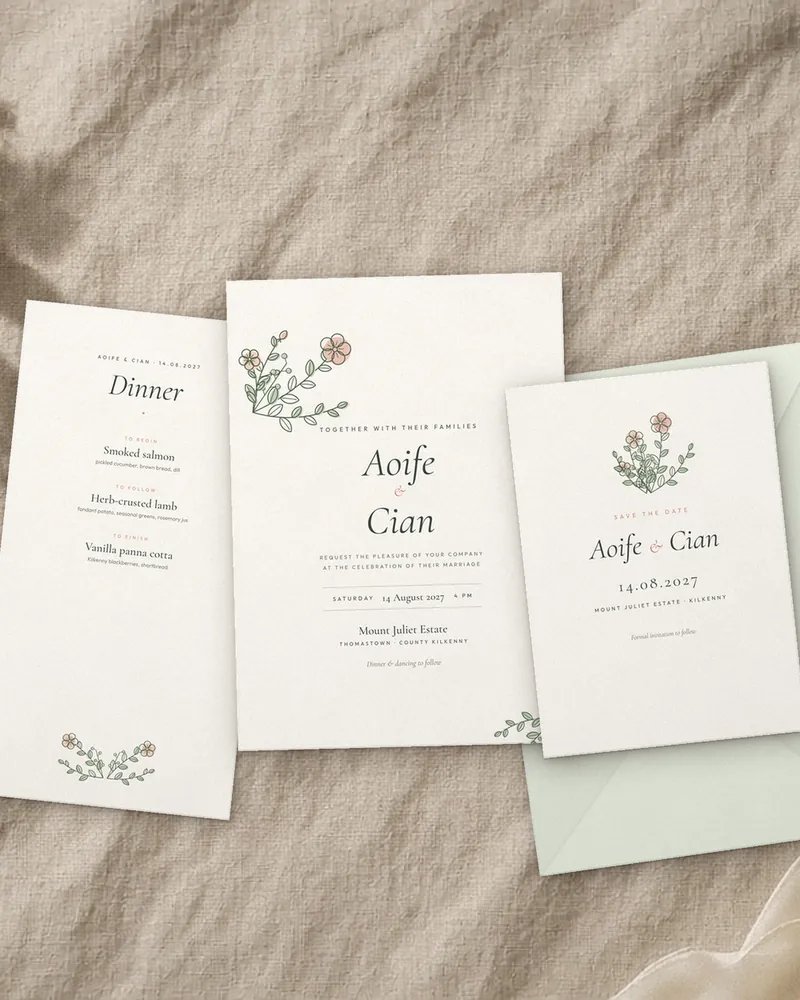 AOIFE & CIAN · 14.08.2027
Dinner
TO BEGIN
Smoked salmon
pickled cucumber, brown bread, dill
TO FOLLOW
Herb-crusted lamb
fondant potato, seasonal greens, rosemary jus
TO FINISH
Vanilla panna cotta
Kilkenny blackberries, shortbread
TOGETHER WITH THEIR FAMILIES
Aoife
&
Cian
REQUEST THE PLEASURE OF YOUR COMPANY
AT THE CELEBRATION OF THEIR MARRIAGE
SATURDAY 14 August 2027 4 PM
Mount Juliet Estate
THOMASTOWN · COUNTY KILKENNY
Dinner & dancing to follow
SAVE THE DATE
Aoife & Cian
14.08.2027
MOUNT JULIET ESTATE · KILKENNY
Formal invitation to follow